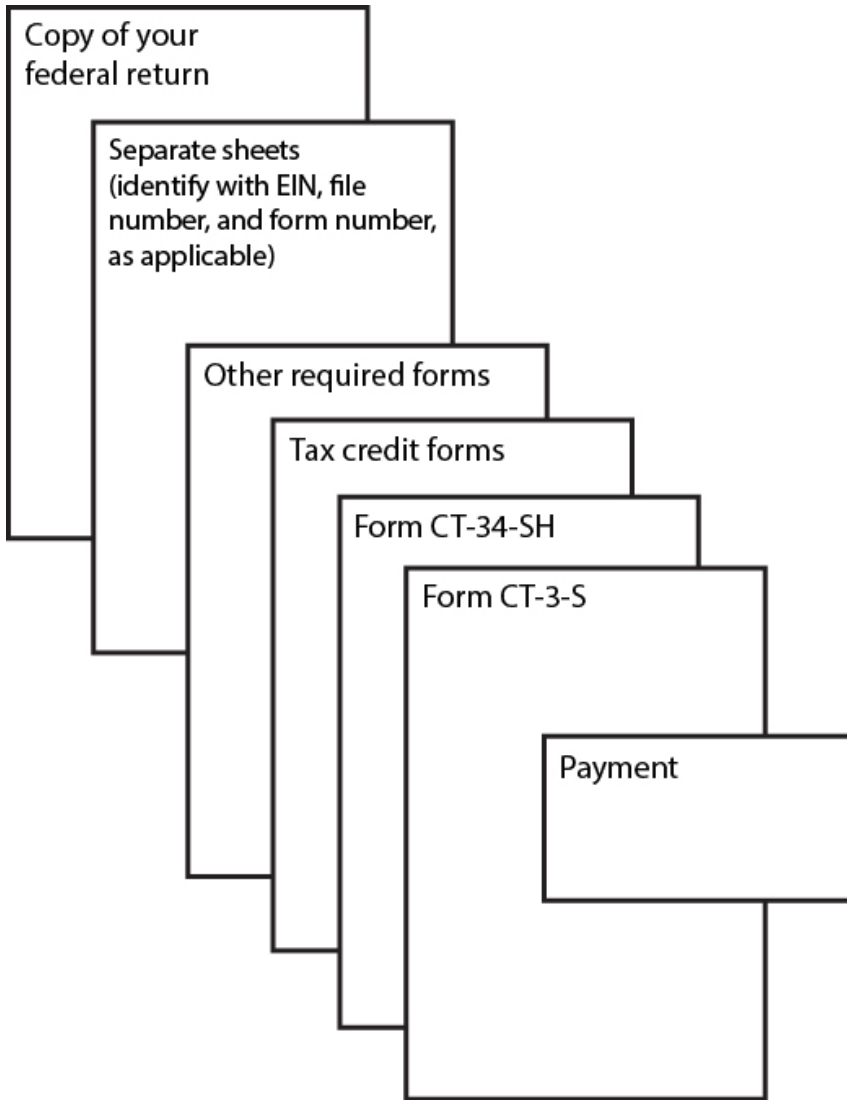 Copy of your
federal return
Separate sheets
(identify with EIN, file
number, and form number,
as applicable)
Other required forms
Tax credit forms
Form CT-34-SH
Form CT-3-S
Payment